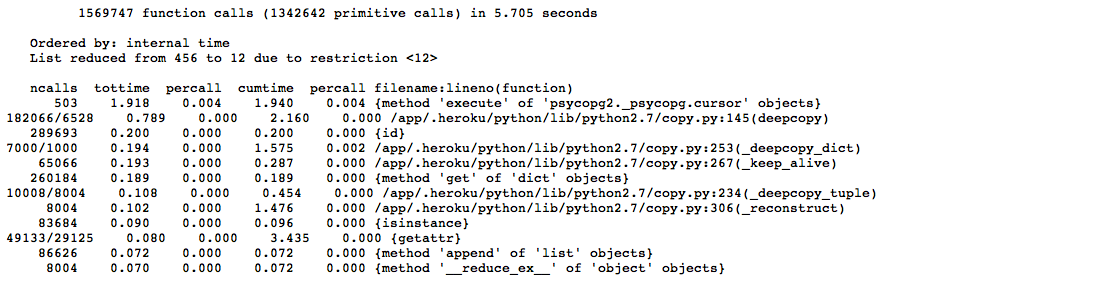 1569747 function calls (1342642 primitive calls) in 5.705 seconds
Ordered by: internal time
List reduced from 456 to 12 due to restriction <12>
ncalls tottime percall cumtime percall filename:lineno(function)
503 1.918 0.004 1.940 0.004 {method 'execute' of 'psycopg2._psycopg.cursor' objects}
182066/6528 0.789 0.000 2.160 0.000 /app/.heroku/python/lib/python2.7/copy.py:145(deepcopy)
289693 0.200 0.000 0.200 0.000 {id}
7000/1000 0.194 0.000 1.575 0.002 /app/.heroku/python/lib/python2.7/copy.py:253(_deepcopy_dict)
65066 0.193 0.000 0.287 0.000 /app/.heroku/python/lib/python2.7/copy.py:267(_keep_alive)
260184 0.189 0.000 0.189 0.000 {method 'get' of 'dict' objects}
10008/8004 0.108 0.000 0.454 0.000 /app/.heroku/python/lib/python2.7/copy.py:234(_deepcopy_tuple)
8004 0.102 0.000 1.476 0.000 /app/.heroku/python/lib/python2.7/copy.py:306(_reconstruct)
83684 0.090 0.000 0.096 0.000 {isinstance}
49133/29125 0.080 0.000 3.435 0.000 {getattr}
86626 0.072 0.000 0.072 0.000 {method 'append' of 'list' objects}
8004 0.070 0.000 0.072 0.000 {method '__reduce_ex__' of 'object' objects}